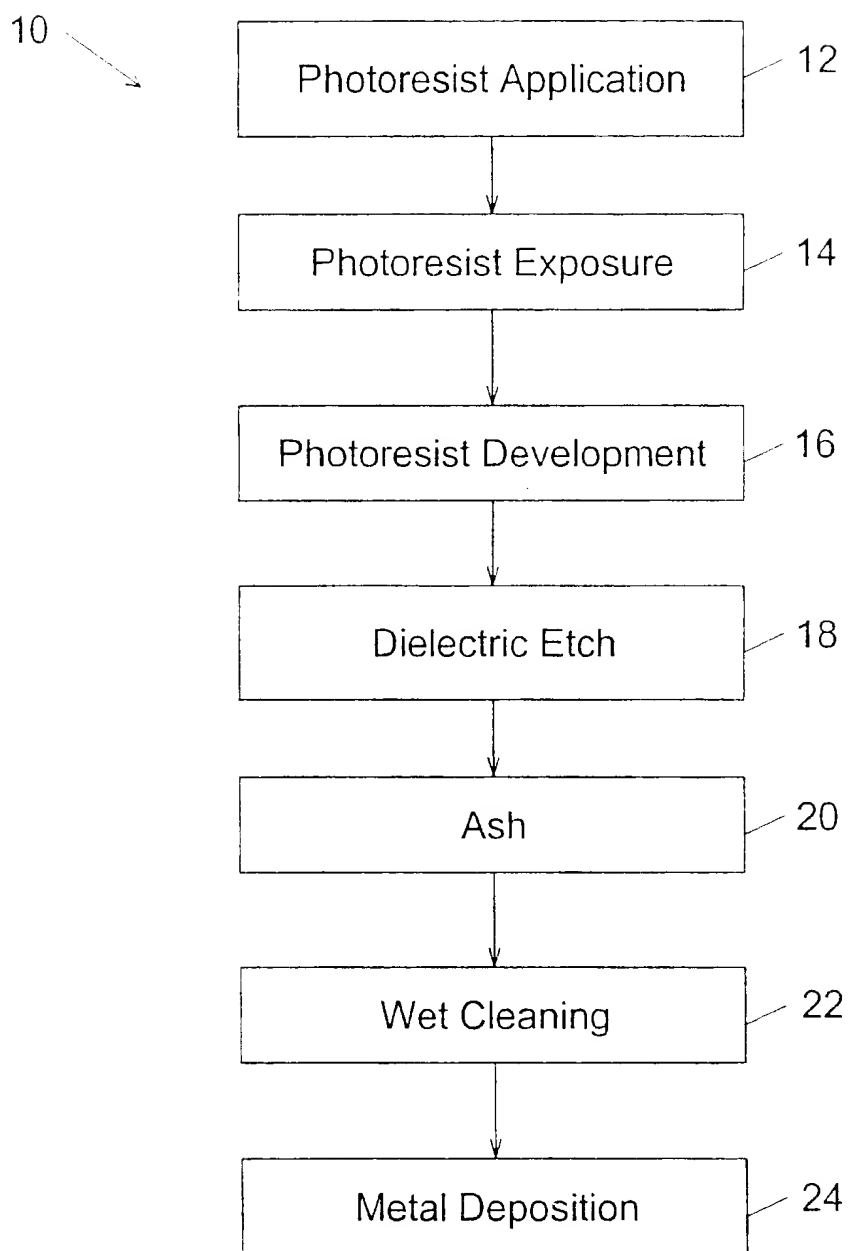 10
Photoresist Application 12
Photoresist Exposure 14
Photoresist Development 16
Dielectric Etch 18
Ash 20
Wet Cleaning 22
Metal Deposition 24